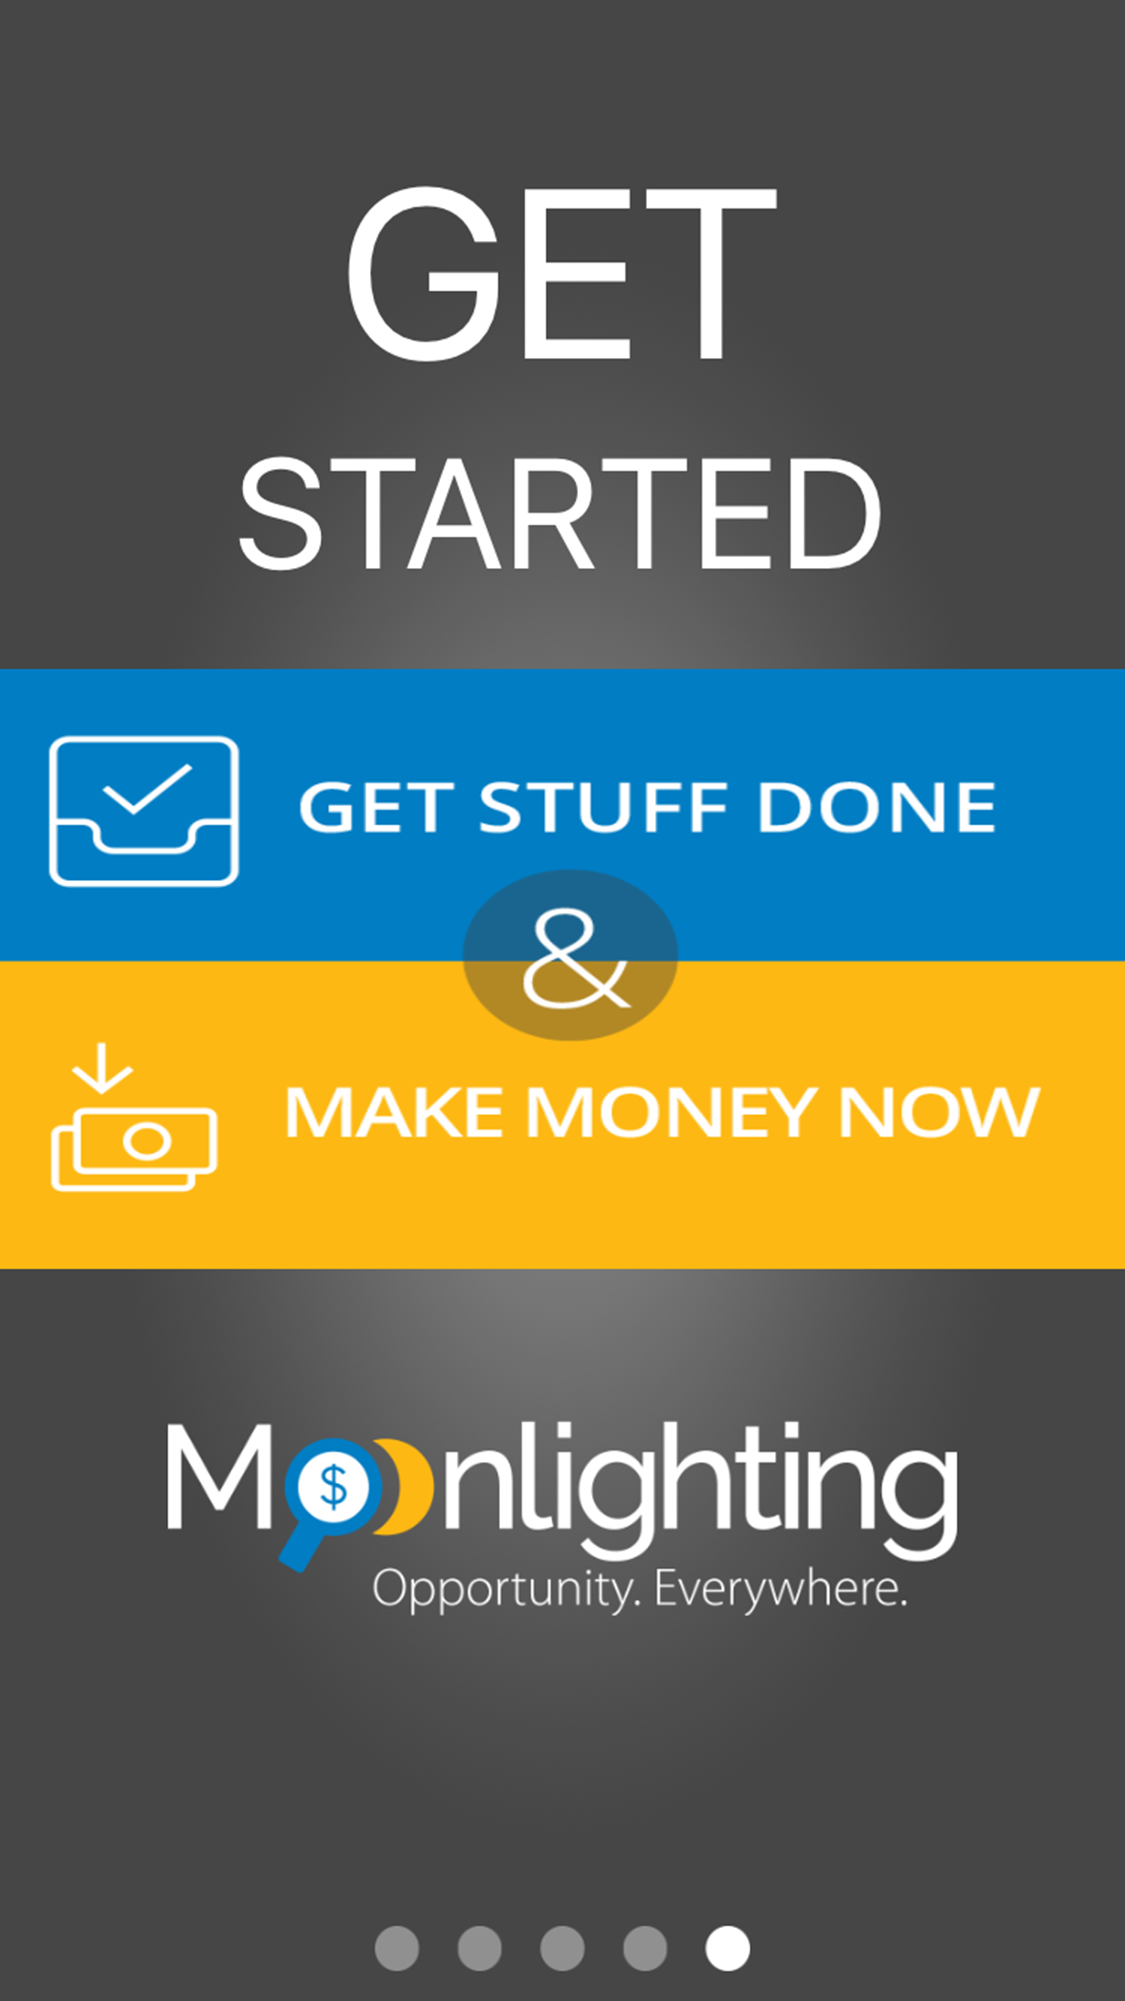 GET
STARTED
GET STUFF DONE
&
MAKE MONEY NOW
$
Moonlighting
Opportunity. Everywhere.